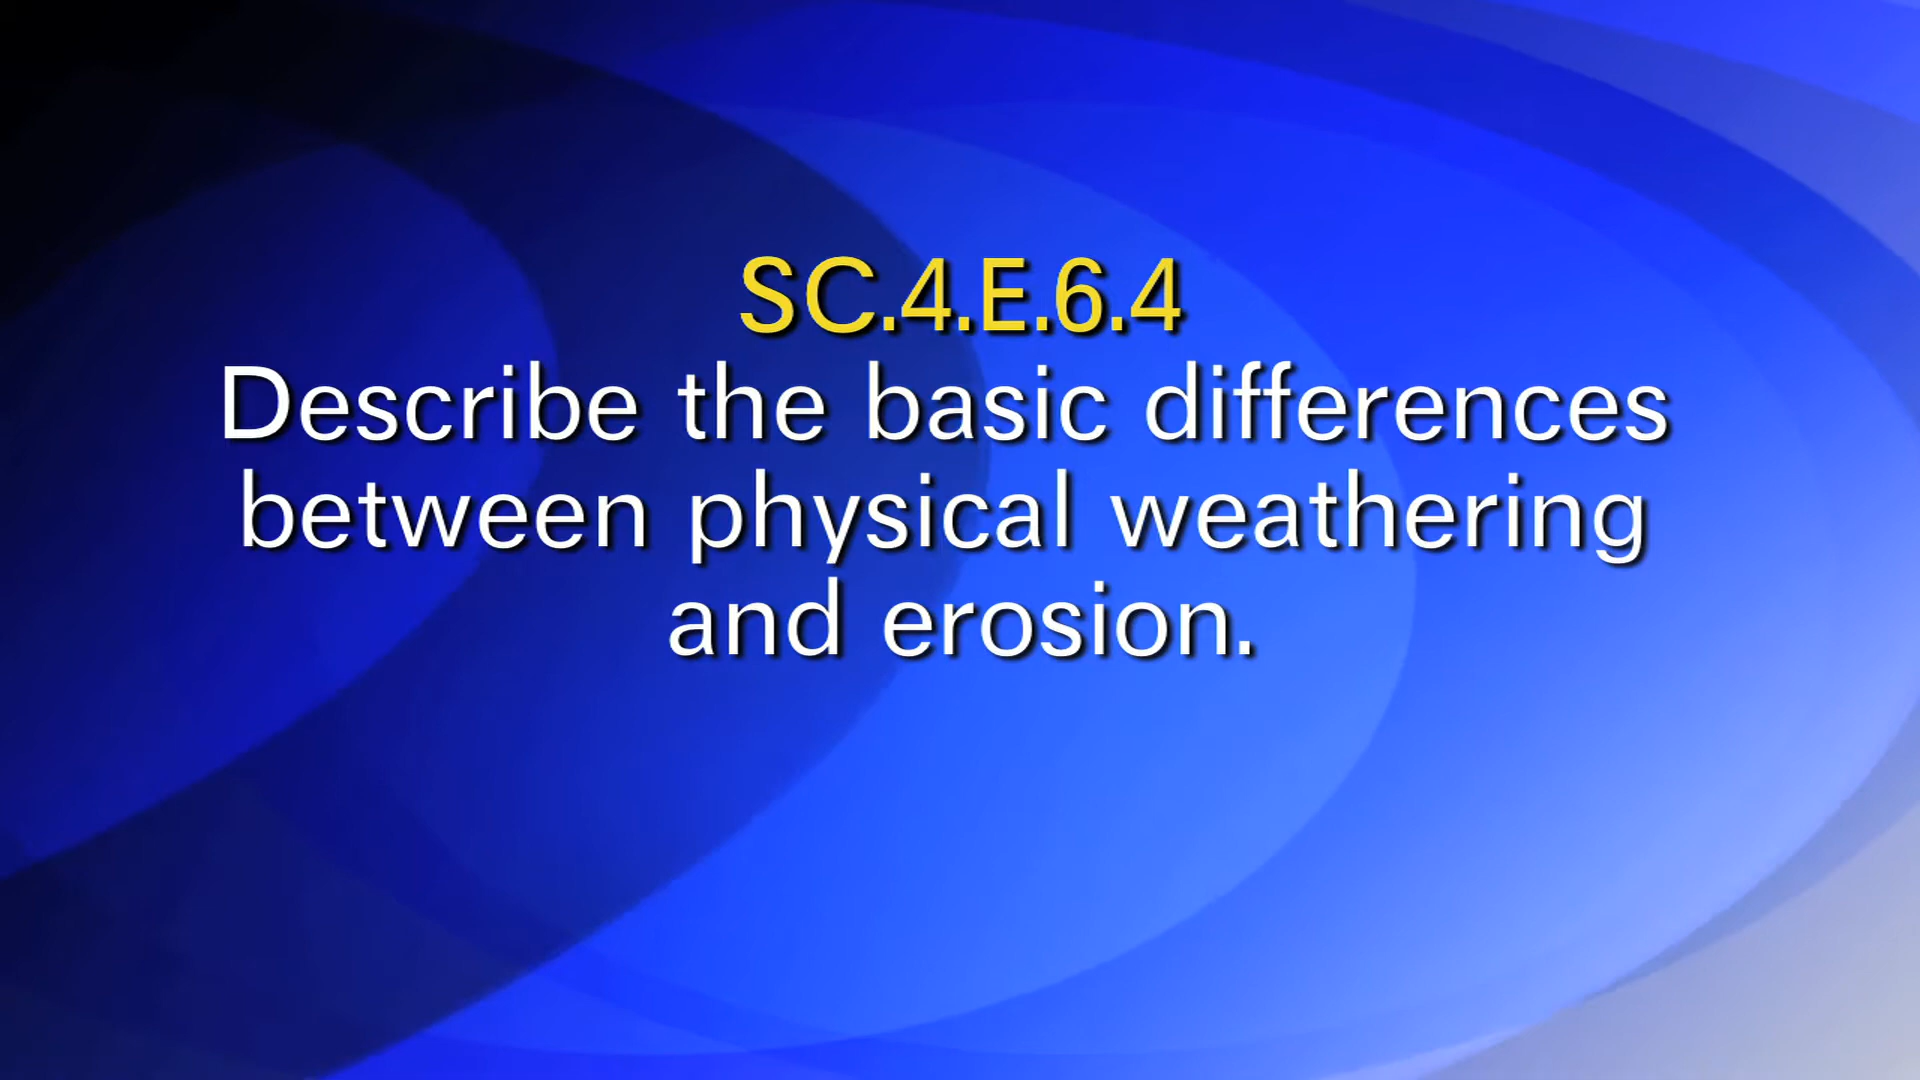 SC.4.E.6.4
Describe the basic differences
between physical weathering
and erosion.